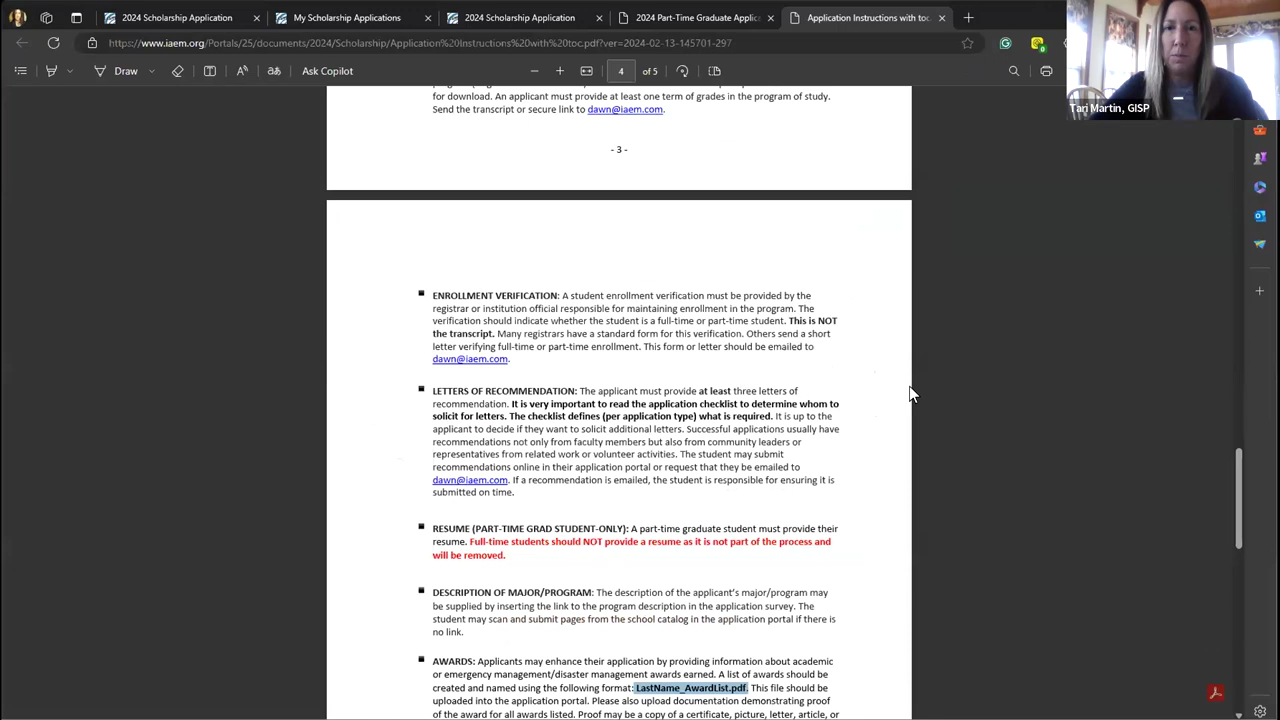 2024 Scholarship Application
My Scholarship Applications
2024 Scholarship Application
2024 Part-Time Graduate Applic
Application Instructions with toc
https://www.iaem.org/Portals/25/documents/2024/Scholarship/Application%20Instructions%20with%20toc.pdf?ver=2024-02-13-145701-297
Draw
Ask Copilot
4 of 5
Tari Martin, GISP
for download. An applicant must provide at least one term of grades in the program of study.
Send the transcript or secure link to dawn@iaem.com.
- 3 -
ENROLLMENT VERIFICATION: A student enrollment verification must be provided by the
registrar or institution official responsible for maintaining enrollment in the program. The
verification should indicate whether the student is a full-time or part-time student. This is NOT
the transcript. Many registrars have a standard form for this verification. Others send a short
letter verifying full-time or part-time enrollment. This form or letter should be emailed to
dawn@iaem.com.
LETTERS OF RECOMMENDATION: The applicant must provide at least three letters of
recommendation. It is very important to read the application checklist to determine whom to
solicit for letters. The checklist defines (per application type) what is required. It is up to the
applicant to decide if they want to solicit additional letters. Successful applications usually have
recommendations not only from faculty members but also from community leaders or
representatives from related work or volunteer activities. The student may submit
recommendations online in their application portal or request that they be emailed to
dawn@iaem.com. If a recommendation is emailed, the student is responsible for ensuring it is
submitted on time.
RESUME (PART-TIME GRAD STUDENT-ONLY): A part-time graduate student must provide their
resume. Full-time students should NOT provide a resume as it is not part of the process and
will be removed.
DESCRIPTION OF MAJOR/PROGRAM: The description of the applicant's major/program may
be supplied by inserting the link to the program description in the application survey. The
student may scan and submit pages from the school catalog in the application portal if there is
no link.
AWARDS: Applicants may enhance their application by providing information about academic
or emergency management/disaster management awards earned. A list of awards should be
created and named using the following format: LastName_AwardList.pdf. This file should be
uploaded into the application portal. Please also upload documentation demonstrating proof
of the award for all awards listed. Proof may be a copy of a certificate, picture, letter, article, or